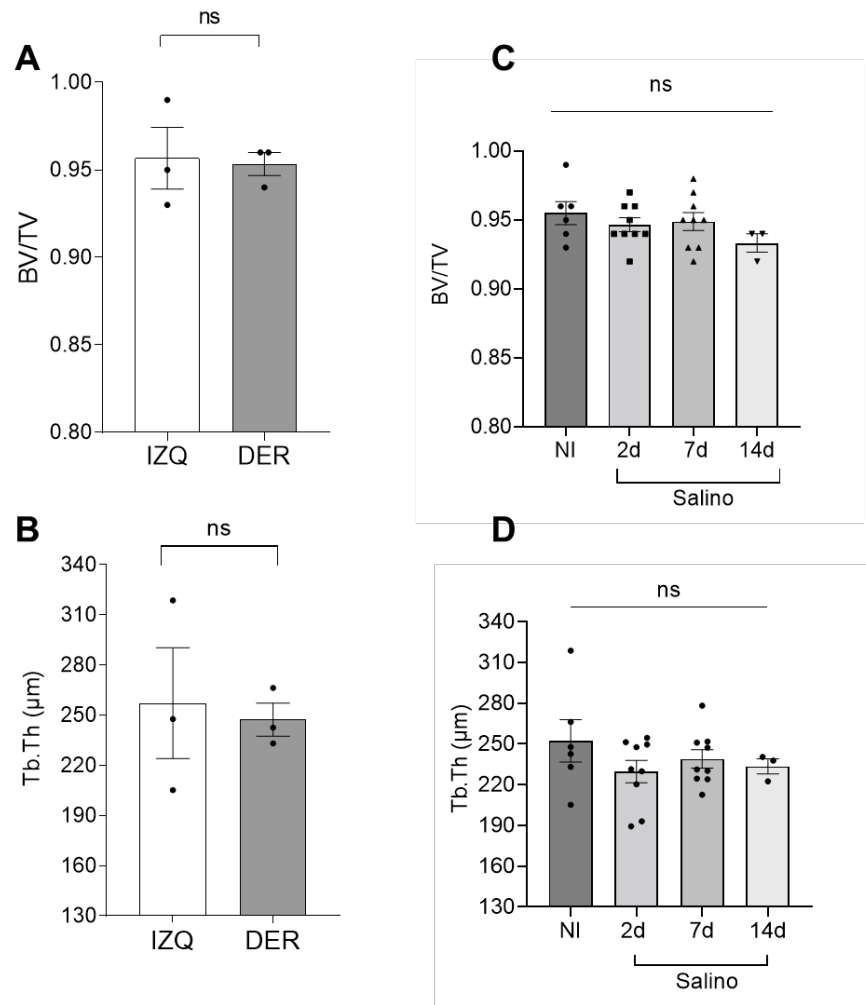 A
ns
1.00
0.95
0.90
0.85
0.80
BV/TV
IZQ DER
B
ns
340
310
280
250
220
190
160
130
Tb.Th (µm)
IZQ DER
C
ns
1.00
0.95
0.90
0.85
0.80
BV/TV
NI 2d 7d 14d
Salino
D
ns
340
310
280
250
220
190
160
130
Tb.Th (µm)
NI 2d 7d 14d
Salino